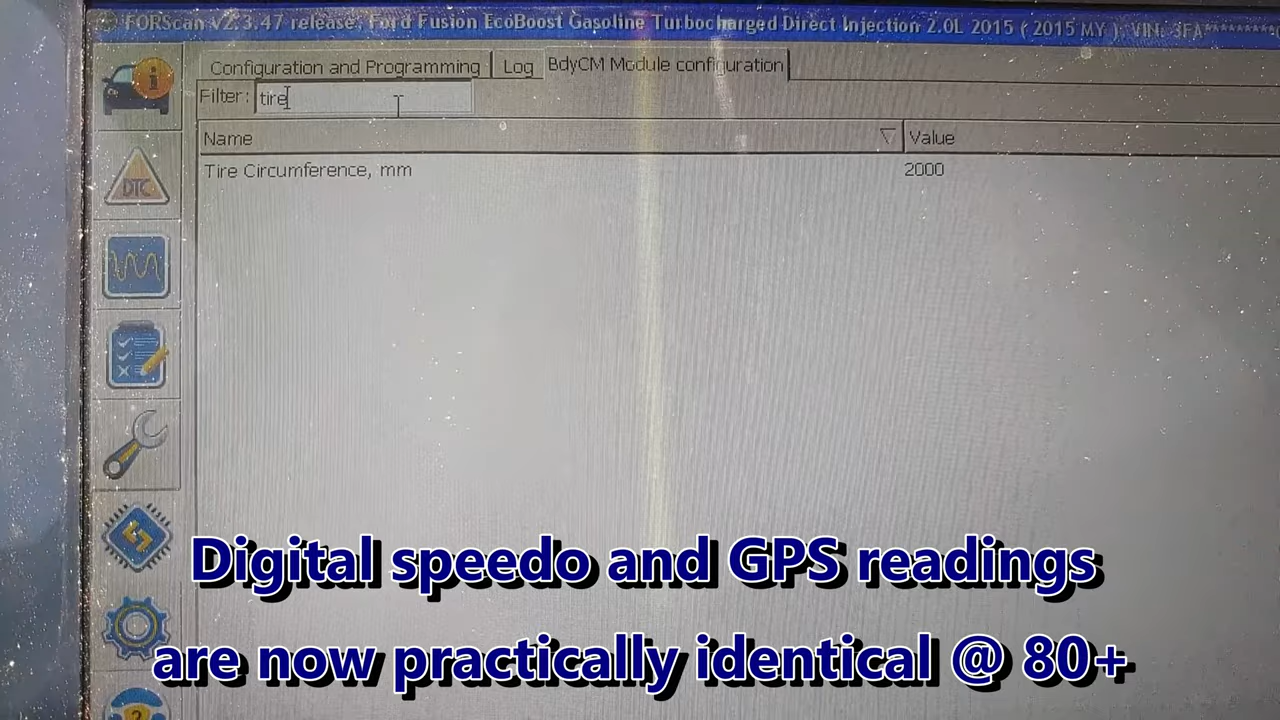 FORScan v2.3.47 release, Ford Fusion EcoBoost Gasoline Turbocharged Direct Injection 2.0L 2015 ( 2015 MY ), VIN: 3FA*********
Configuration and Programming Log BdyCM Module configuration
Filter: tire
Name Value
Tire Circumference, mm 2000
DTC
Digital speedo and GPS readings
are now practically identical @ 80+